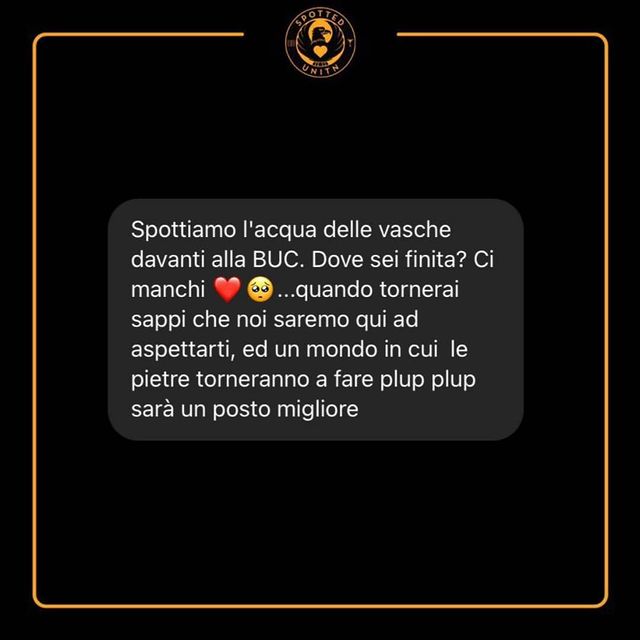 SPOTTED
UNITN
Spottiamo l'acqua delle vasche
davanti alla BUC. Dove sei finita? Ci
manchi ❤️🥺...quando tornerai
sappi che noi saremo qui ad
aspettarti, ed un mondo in cui  le
pietre torneranno a fare plup plup
sarà un posto migliore